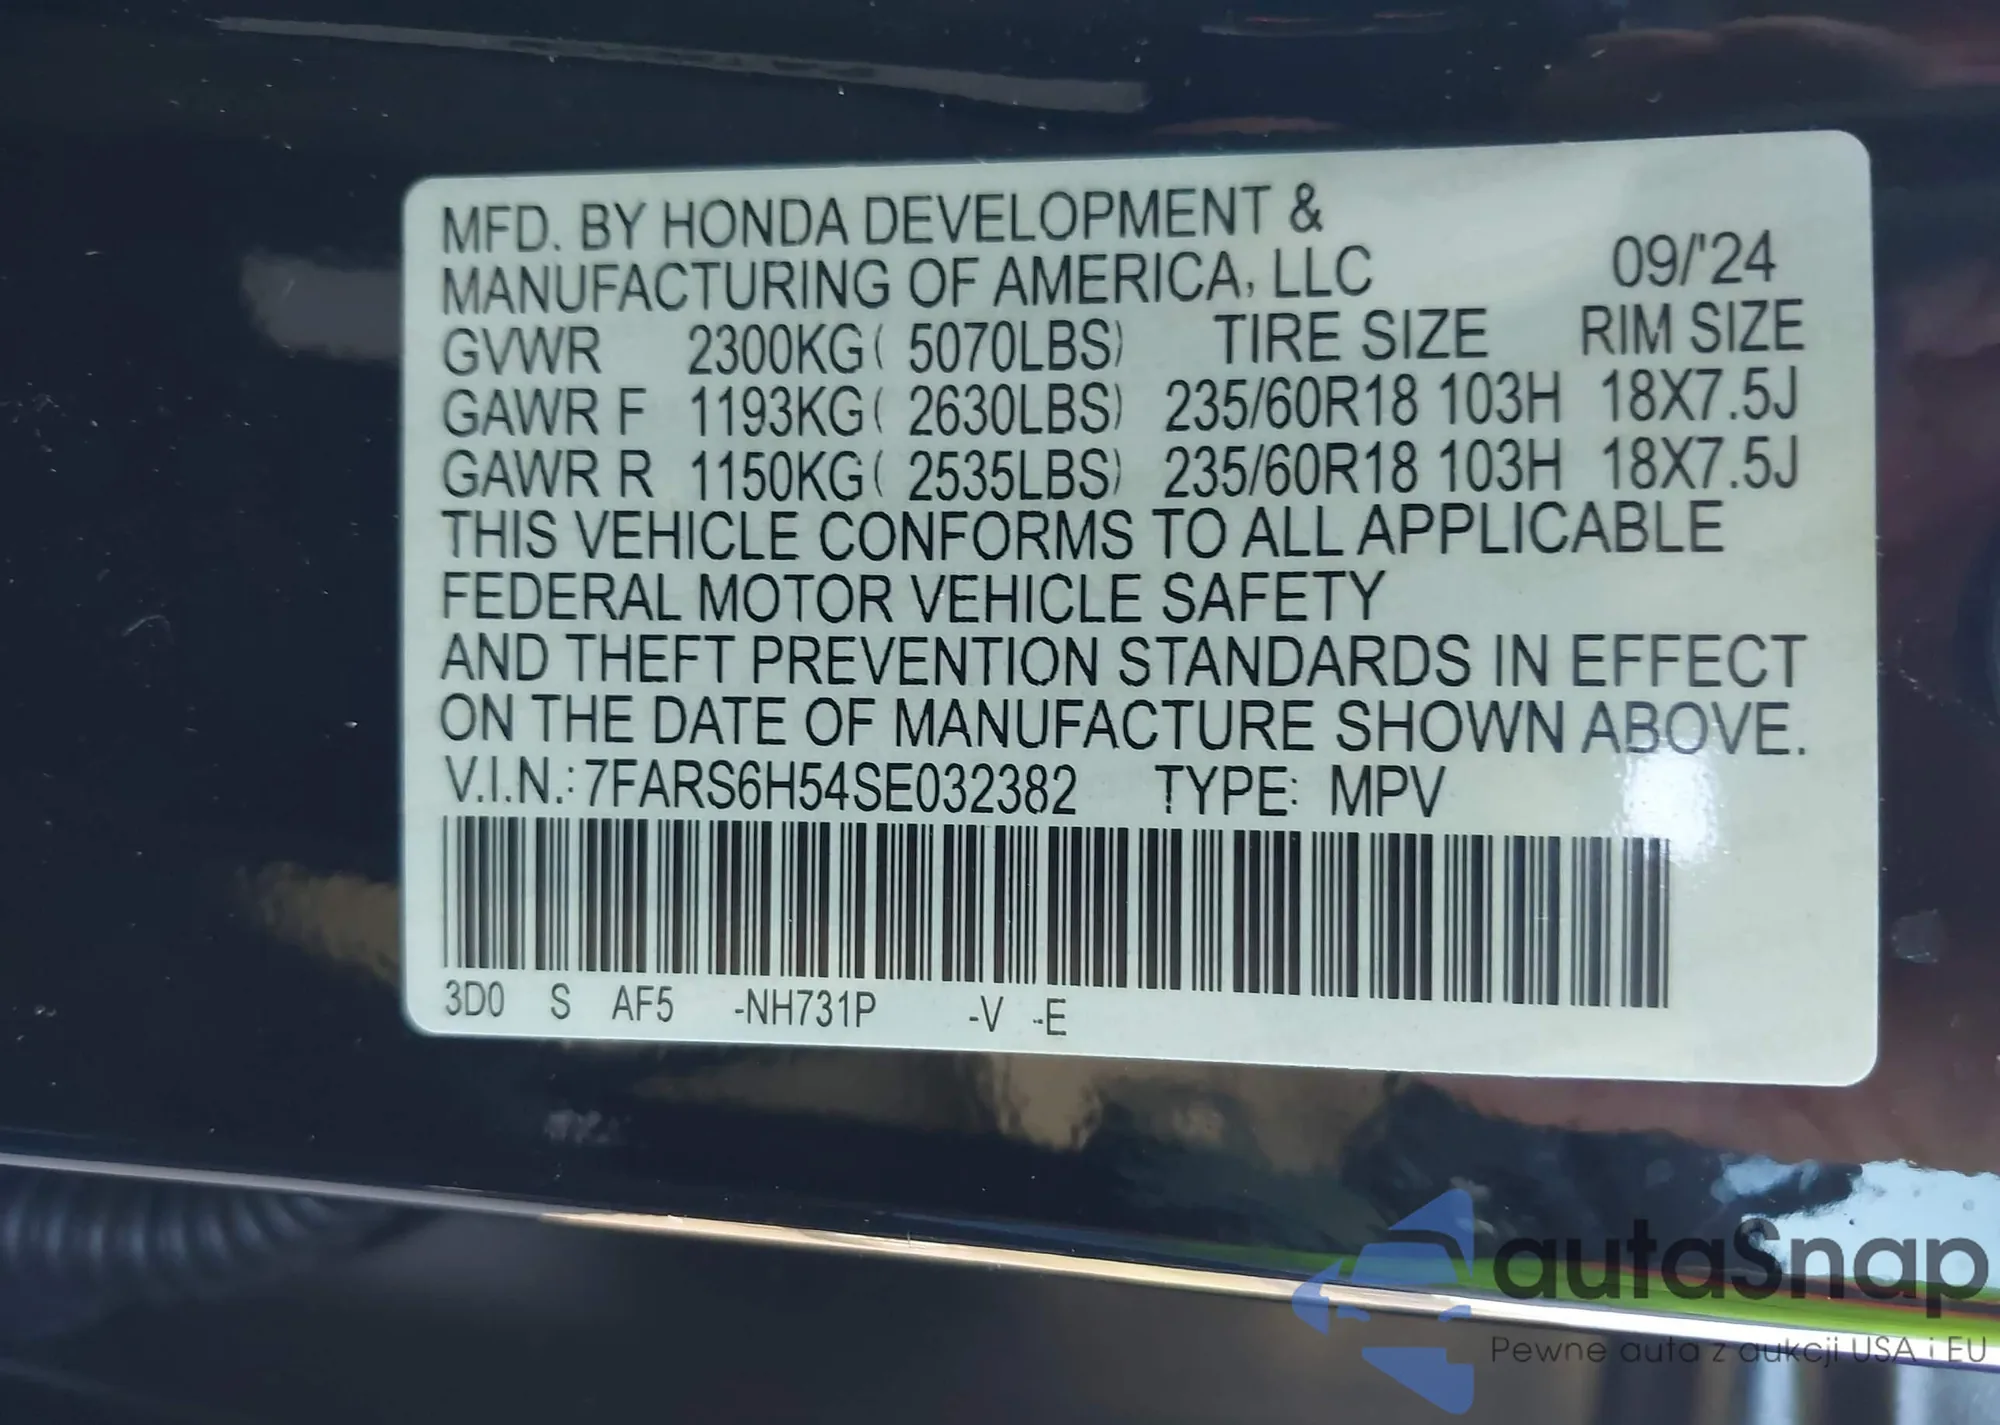 MFD. BY HONDA DEVELOPMENT &
MANUFACTURING OF AMERICA, LLC 09/'24
GVWR 2300KG( 5070LBS) TIRE SIZE RIM SIZE
GAWR F 1193KG( 2630LBS) 235/60R18 103H 18X7.5J
GAWR R 1150KG( 2535LBS) 235/60R18 103H 18X7.5J
THIS VEHICLE CONFORMS TO ALL APPLICABLE
FEDERAL MOTOR VEHICLE SAFETY
AND THEFT PREVENTION STANDARDS IN EFFECT
ON THE DATE OF MANUFACTURE SHOWN ABOVE.
V.I.N.: 7FARS6H54SE032382 TYPE: MPV
3D0 S AF5 -NH731P -V -E
autaSnap
Pewne auta z aukcji USA i EU